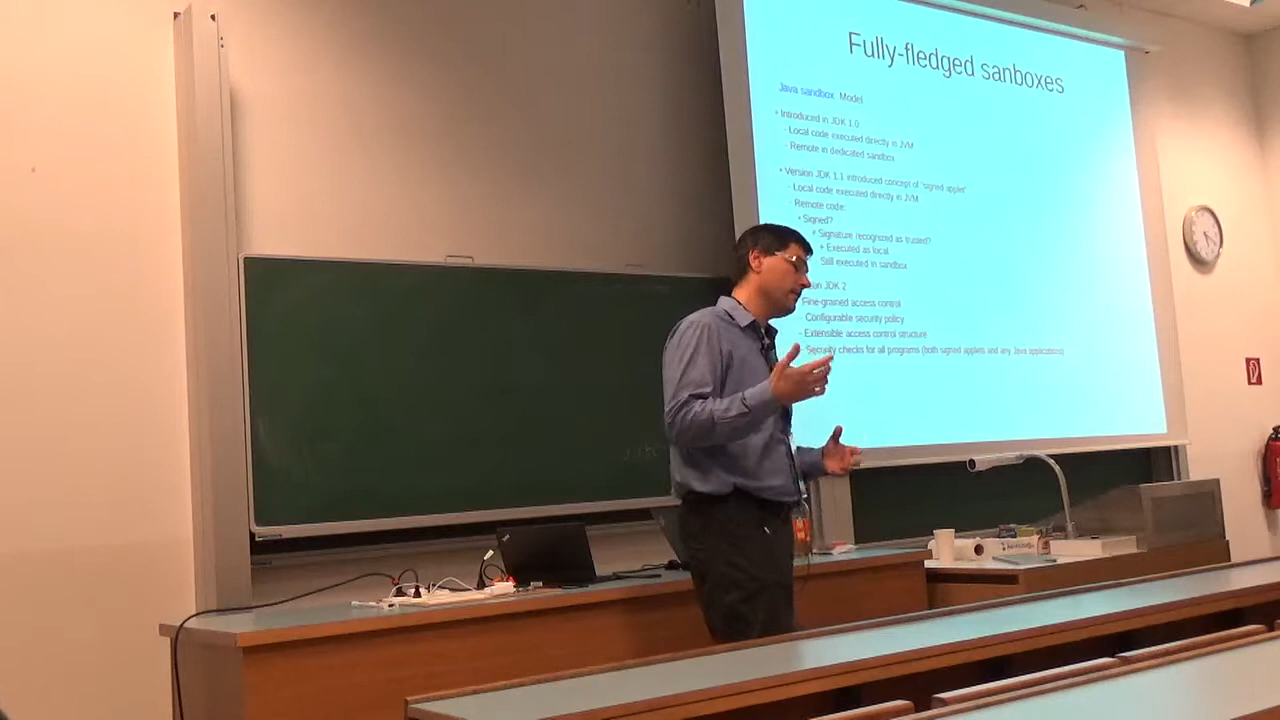 Fully-fledged sanboxes
Java sandbox Model
• Introduced in JDK 1.0
- Local code executed directly in JVM
- Remote in dedicated sandbox
• Version JDK 1.1 introduced concept of "signed applet"
- Local code executed directly in JVM
- Remote code:
• Signed?
• Signature recognized as trusted?
+ Executed as local
Still executed in sandbox
JDK 2
Fine-grained access control
- Configurable security policy
- Extensible access control structure
- Security checks for all programs (both signed applets and any Java applications)